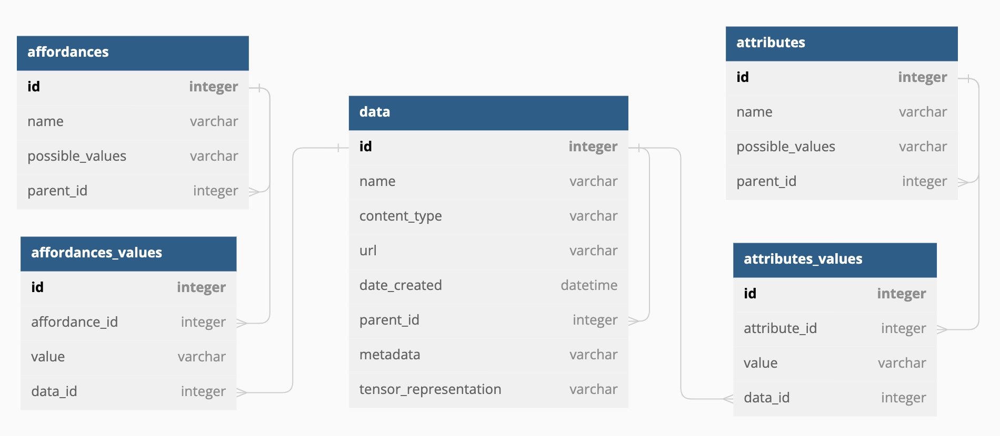 affordances
id integer
name varchar
possible_values varchar
parent_id integer
affordances_values
id integer
affordance_id integer
value varchar
data_id integer
data
id integer
name varchar
content_type varchar
url varchar
date_created datetime
parent_id integer
metadata varchar
tensor_representation varchar
attributes
id integer
name varchar
possible_values varchar
parent_id integer
attributes_values
id integer
attribute_id integer
value varchar
data_id integer